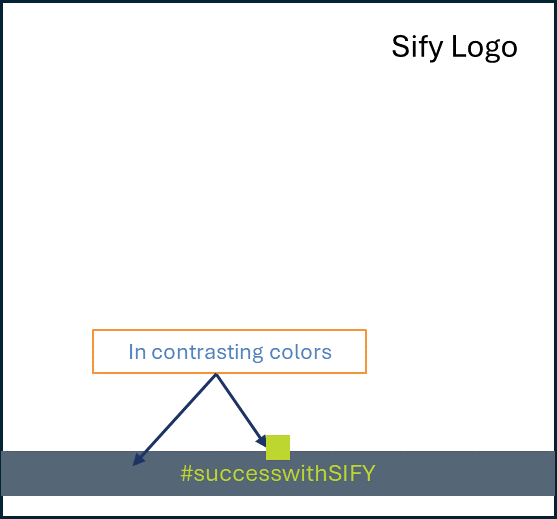 Sify Logo
In contrasting colors
#successwithSIFY